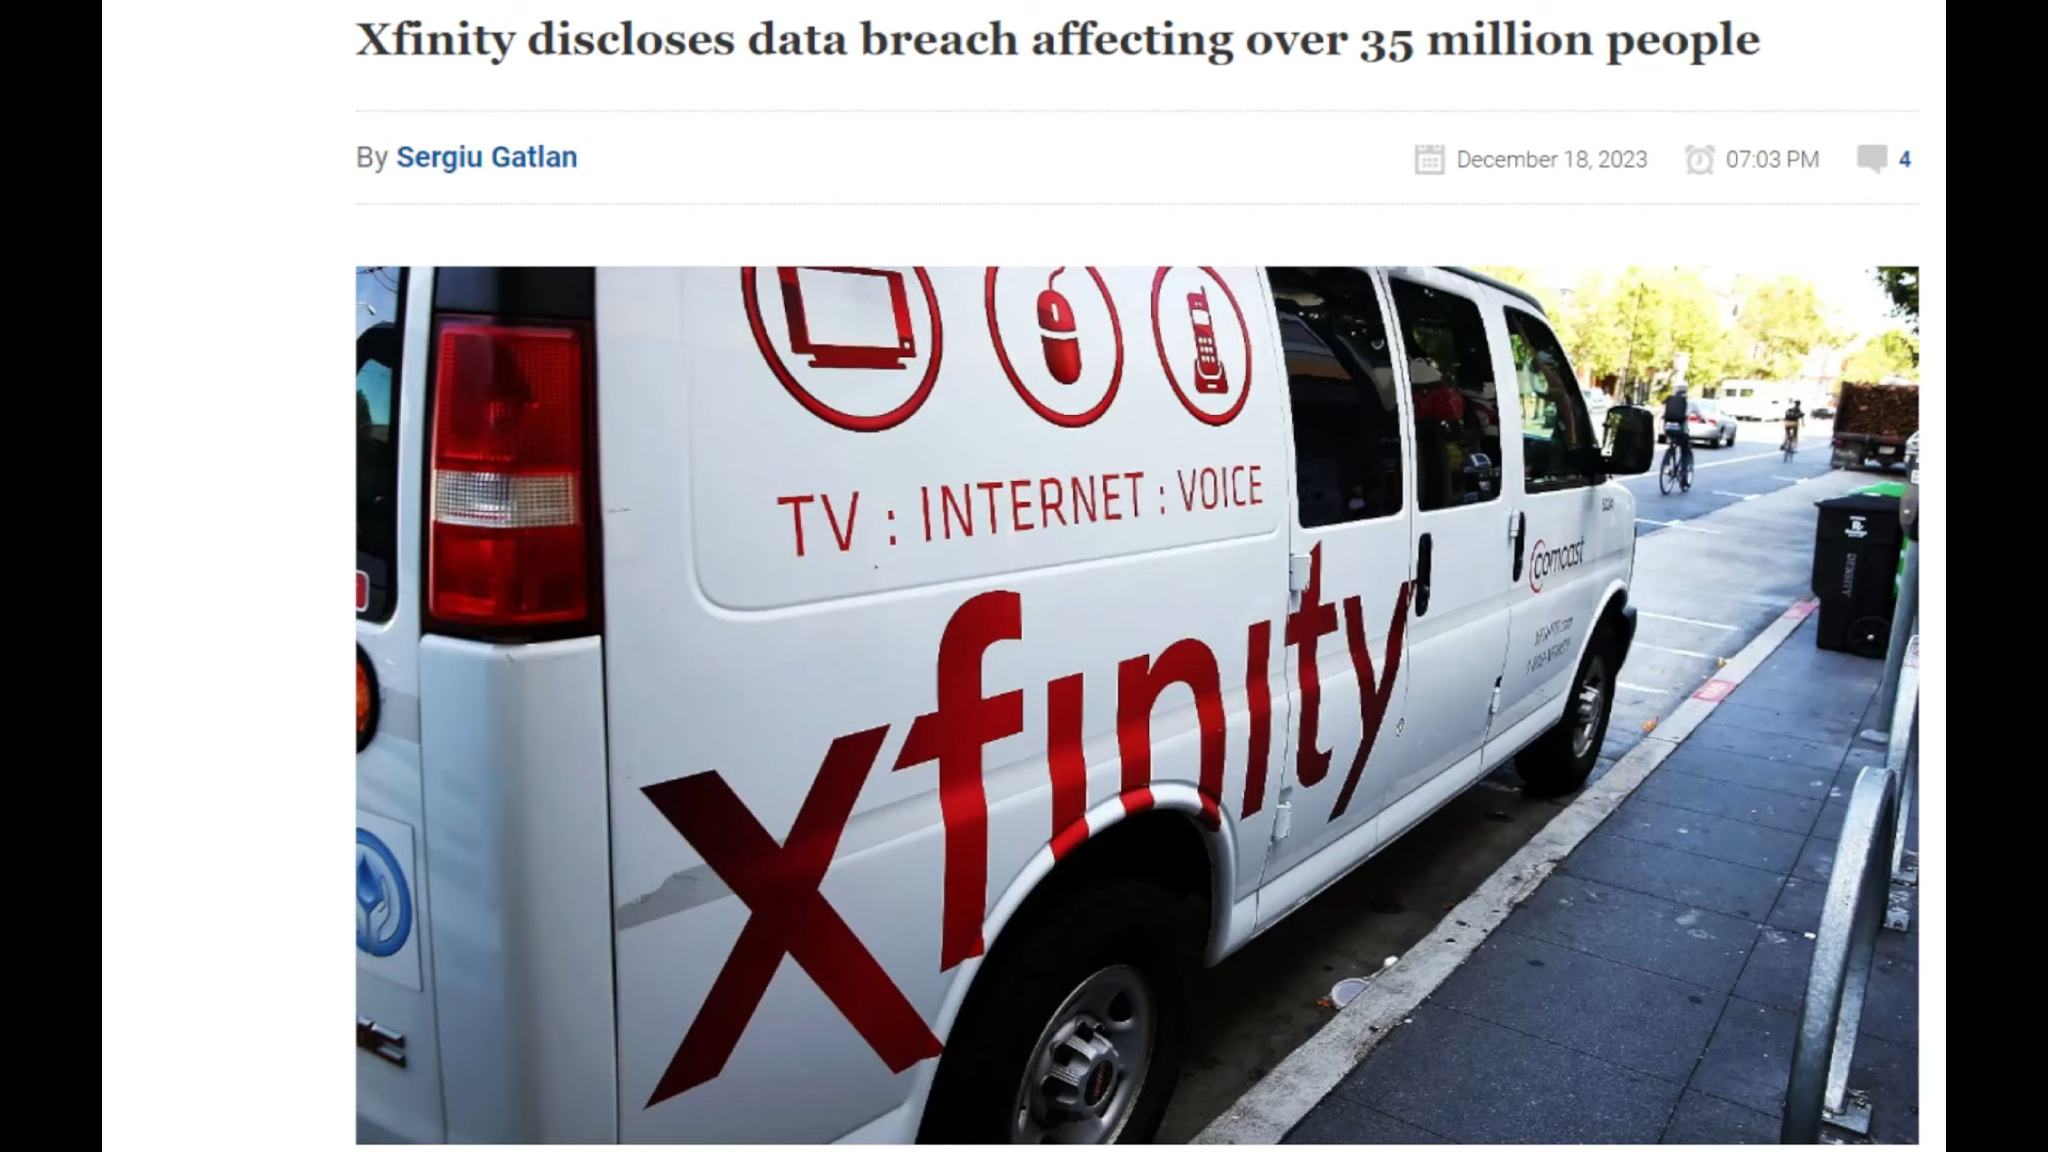 Xfinity discloses data breach affecting over 35 million people
By Sergiu Gatlan
December 18, 2023 07:03 PM 4
TV : INTERNET : VOICE
xfinity
comcast